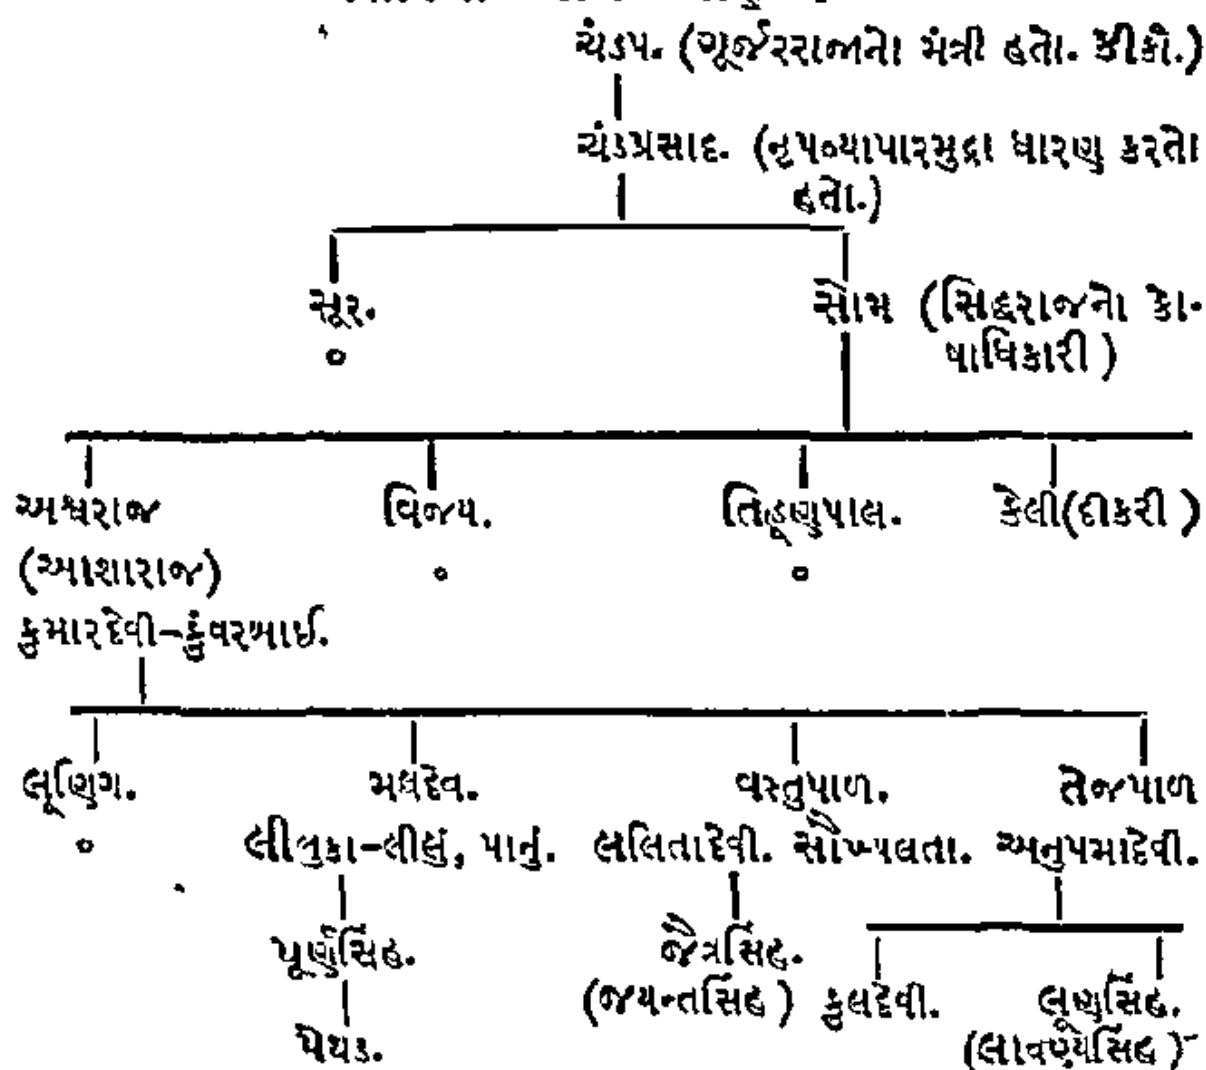 ચંડપ. (ગૂર્જરરાજાનો મંત્રી હતો. કીકો.)
ચંડપ્રસાદ. (નૃપવ્યાપારમુદ્રા ધારણ કરતો
હતો.)
સૂર. સોમ (સિદ્ધરાજનો કો-
ષાધિકારી)
અશ્વરાજ વિજય. તિહૂણપાલ. કેલી(દીકરી)
(આશારાજ)
કુમારદેવી-કુંવરબાઈ.
લૂણિગ. મલદેવ. વસ્તુપાળ. તેજપાળ
લીલુકા-લીલું, પાનું. લલિતાદેવી. સૌખ્યલતા. અનુપમાદેવી.
પૂર્ણસિંહ. જૈત્રસિંહ.
(જયન્તસિંહ) કુલદેવી. લૂણસિંહ.
પેથડ. (લાવણ્યસિંહ)